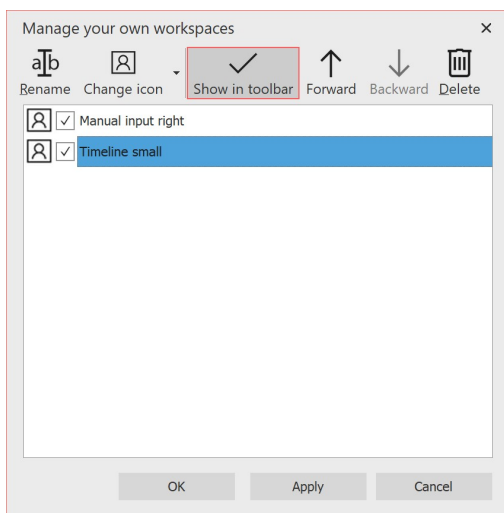 Manage your own workspaces
a b
Rename Change icon Show in toolbar Forward Backward Delete
Manual input right
Timeline small
OK Apply Cancel